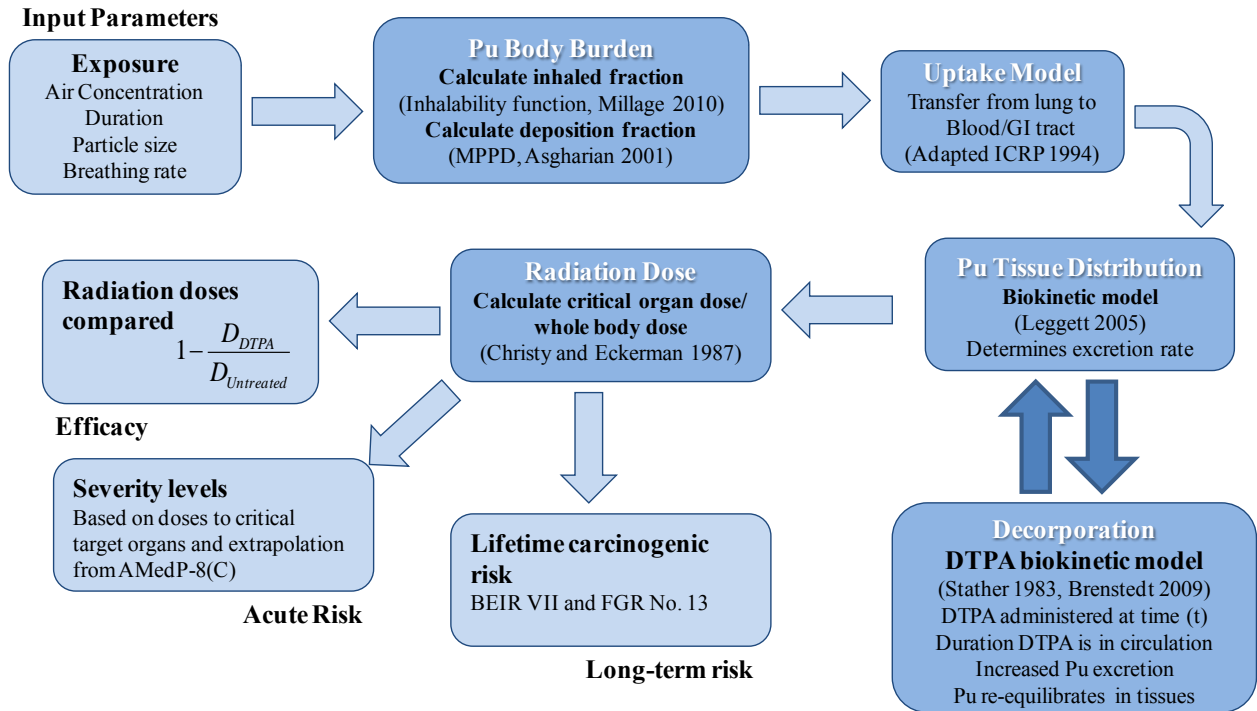 Input Parameters
Exposure
Air Concentration
Duration
Particle size
Breathing rate
Pu Body Burden
Calculate inhaled fraction
(Inhalability function, Millage 2010)
Calculate deposition fraction
(MPPD, Asgharian 2001)
Uptake Model
Transfer from lung to
Blood/GI tract
(Adapted ICRP 1994)
Pu Tissue Distribution
Biokinetic model
(Leggett 2005)
Determines excretion rate
Radiation Dose
Calculate critical organ dose/
whole body dose
(Christy and Eckerman 1987)
Radiation doses
compared
1 - D_DTPA / D_Untreated
Efficacy
Severity levels
Based on doses to critical
target organs and extrapolation
from AMedP-8(C)
Acute Risk
Lifetime carcinogenic
risk
BEIR VII and FGR No. 13
Long-term risk
Decorporation
DTPA biokinetic model
(Stather 1983, Brenstedt 2009)
DTPA administered at time (t)
Duration DTPA is in circulation
Increased Pu excretion
Pu re-equilibrates in tissues